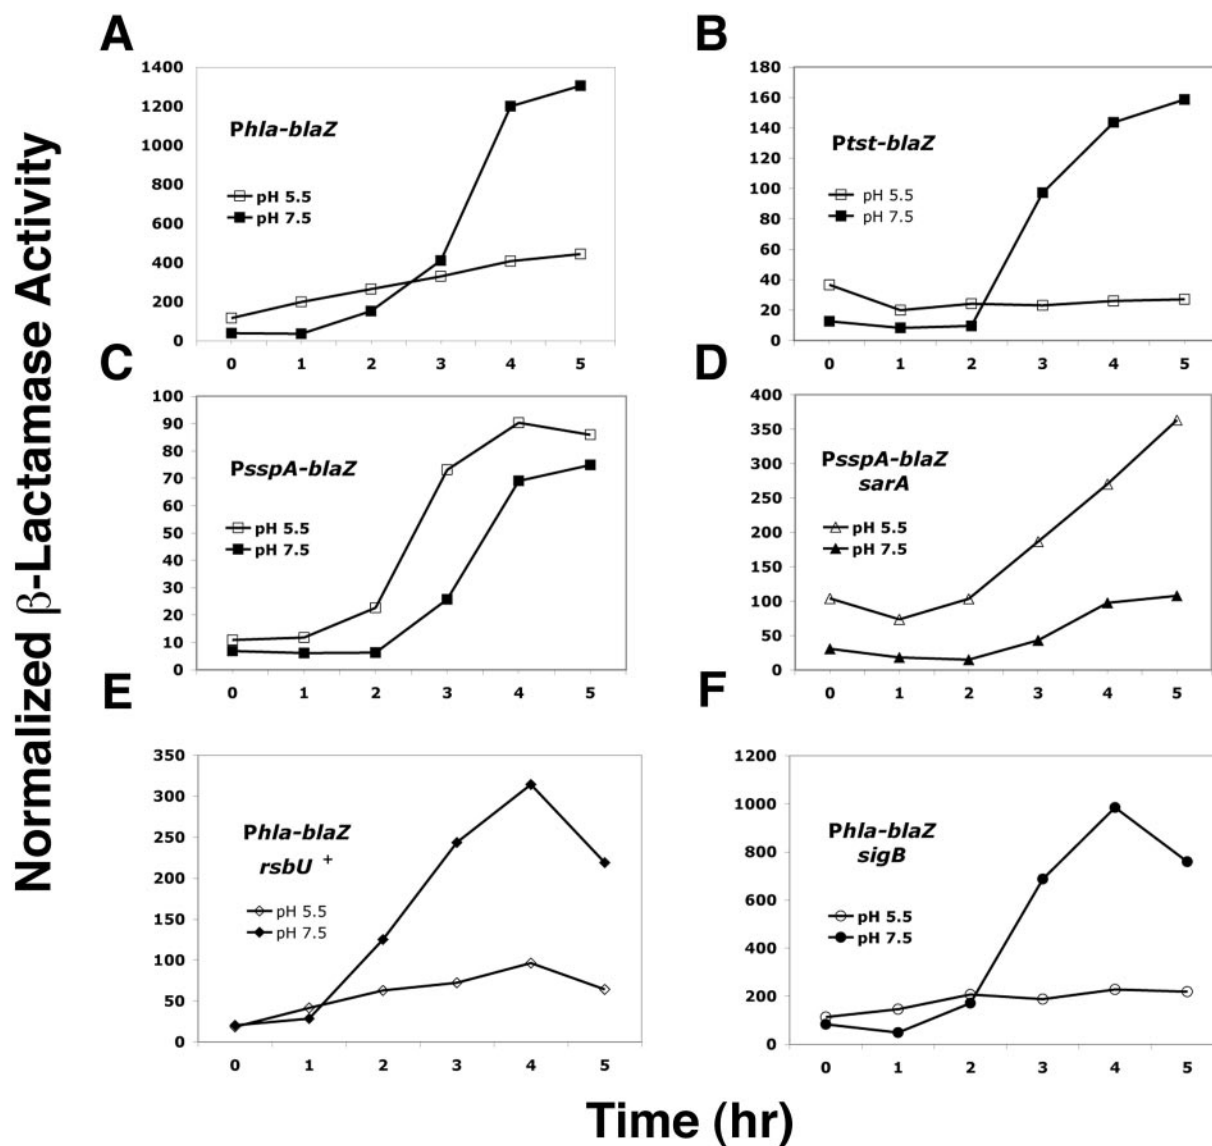 Normalized β-Lactamase Activity
A
1400
1200
1000
800
600
400
200
0
Phla-blaZ
pH 5.5
pH 7.5
0 1 2 3 4 5
B
180
160
140
120
100
80
60
40
20
0
Ptst-blaZ
pH 5.5
pH 7.5
0 1 2 3 4 5
C
100
90
80
70
60
50
40
30
20
10
0
PsspA-blaZ
pH 5.5
pH 7.5
0 1 2 3 4 5
D
400
350
300
250
200
150
100
50
0
PsspA-blaZ
sarA
pH 5.5
pH 7.5
0 1 2 3 4 5
E
350
300
250
200
150
100
50
0
Phla-blaZ
rsbU +
pH 5.5
pH 7.5
0 1 2 3 4 5
F
1200
1000
800
600
400
200
0
Phla-blaZ
sigB
pH 5.5
pH 7.5
0 1 2 3 4 5
Time (hr)